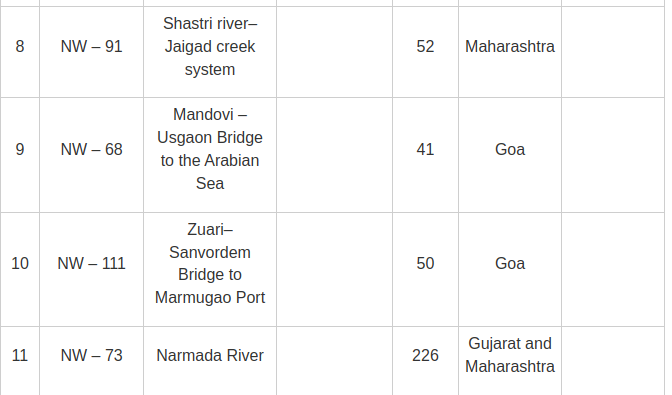 8 NW – 91 Shastri river– Jaigad creek system 52 Maharashtra
9 NW – 68 Mandovi – Usgaon Bridge to the Arabian Sea 41 Goa
10 NW – 111 Zuari– Sanvordem Bridge to Marmugao Port 50 Goa
11 NW – 73 Narmada River 226 Gujarat and Maharashtra